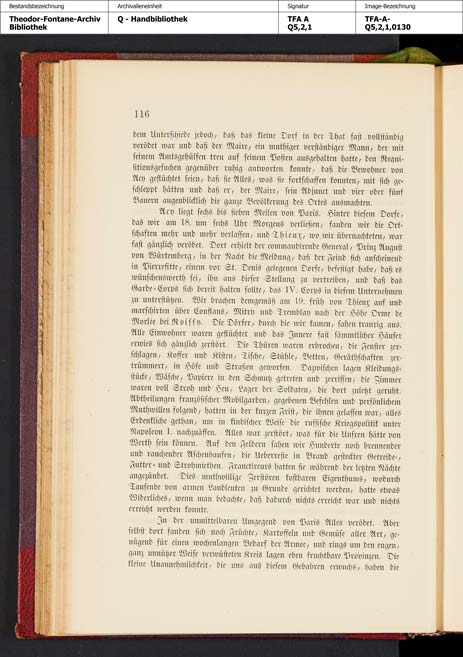 Bestandsbezeichnung
Archivalieneinheit
Signatur
Image-Bezeichnung
Theodor-Fontane-Archiv
Bibliothek
Q - Handbibliothek
TFA A
Q5,2,1
TFA-A-
Q5,2,1,0130
116
dem Unterschiede jedoch, daß das kleine Dorf in der That fast vollständig
verödet war und daß der Maire, ein muthiger verständiger Mann, der mit
seinem Amtsgehülfen treu auf seinem Posten ausgehalten hatte, den Requi-
sitionsgesuchen gegenüber ruhig antworten konnte, daß die Bewohner von
Acy geflüchtet seien, daß sie Alles, was sie fortschaffen konnten, mit sich ge-
schleppt hätten und daß er, der Maire, sein Adjunct und vier oder fünf
Bauern augenblicklich die ganze Bevölkerung des Ortes ausmachten.
Acy liegt sechs bis sieben Meilen von Paris. Hinter diesem Dorfe,
das wir am 18. um sechs Uhr Morgens verließen, fanden wir die Ort-
schaften mehr und mehr verlassen, und Thieux, wo wir übernachteten, war
fast gänzlich verödet. Dort erhielt der commandirende General, Prinz August
von Würtemberg, in der Nacht die Meldung, daß der Feind sich anscheinend
in Pierrefitte, einem vor St. Denis gelegenen Dorfe, befestigt habe, daß es
wünschenswerth sei, ihn aus dieser Stellung zu vertreiben, und daß das
Garde-Corps sich bereit halten sollte, das IV. Corps in diesem Unternehmen
zu unterstützen. Wir brachen demgemäß am 19. früh von Thieux auf und
marschirten über Constans, Mitry und Tremblay nach der Höhe Orme de
Morlée bei Roissy. Die Dörfer, durch die wir kamen, sahen traurig aus.
Alle Einwohner waren geflüchtet und das Innere fast sämmtlicher Häuser
erwies sich gänzlich zerstört. Die Thüren waren erbrochen, die Fenster zer-
schlagen, Koffer und Kisten, Tische, Stühle, Betten, Geräthschaften zer-
trümmert, in Höfe und Straßen geworfen. Dazwischen lagen Kleidungs-
stücke, Wäsche, Papiere in den Schmutz getreten und zerrissen; die Zimmer
waren voll Stroh und Heu, Lager der Soldaten, die dort zuletzt geruht.
Abtheilungen französischer Mobilgarden, gegebenen Befehlen und persönlichem
Muthwillen folgend, hatten in der kurzen Frist, die ihnen gelassen war, alles
Erdenkliche gethan, um in kindischer Weise die russische Kriegspolitik unter
Napoleon I. nachzuäffen. Alles war zerstört, was für die Unsren hätte von
Werth sein können. Auf den Feldern sahen wir Hunderte noch brennender
und rauchender Aschenhaufen, die Ueberreste in Brand gesteckter Getreide-,
Futter- und Strohmiethen. Franctireurs hatten sie während der letzten Nächte
angezündet. Dies muthwillige Zerstören kostbaren Eigenthums, wodurch
Tausende von armen Landleuten zu Grunde gerichtet werden, hatte etwas
Widerliches, wenn man bedachte, daß dadurch nichts erreicht war und nichts
erreicht werden konnte.
In der unmittelbaren Umgegend von Paris Alles verödet. Aber
selbst dort fanden sich noch Früchte, Kartoffeln und Gemüse aller Art, ge-
nügend für einen wochenlangen Bedarf der Armee, und rings um den engen,
ganz unnützer Weise verwüsteten Kreis lagen eben fruchtbare Provinzen. Die
kleine Unannehmlichkeit, die uns aus diesem Gebahren erwuchs, haben die